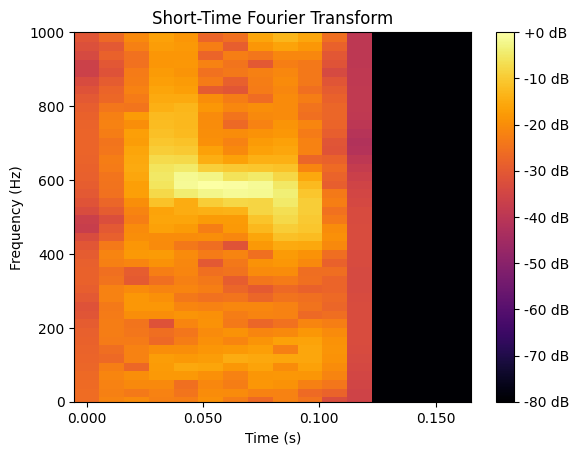 Short-Time Fourier Transform
Frequency (Hz)
1000
800
600
400
200
0
0.000 0.050 0.100 0.150
Time (s)
+0 dB
-10 dB
-20 dB
-30 dB
-40 dB
-50 dB
-60 dB
-70 dB
-80 dB